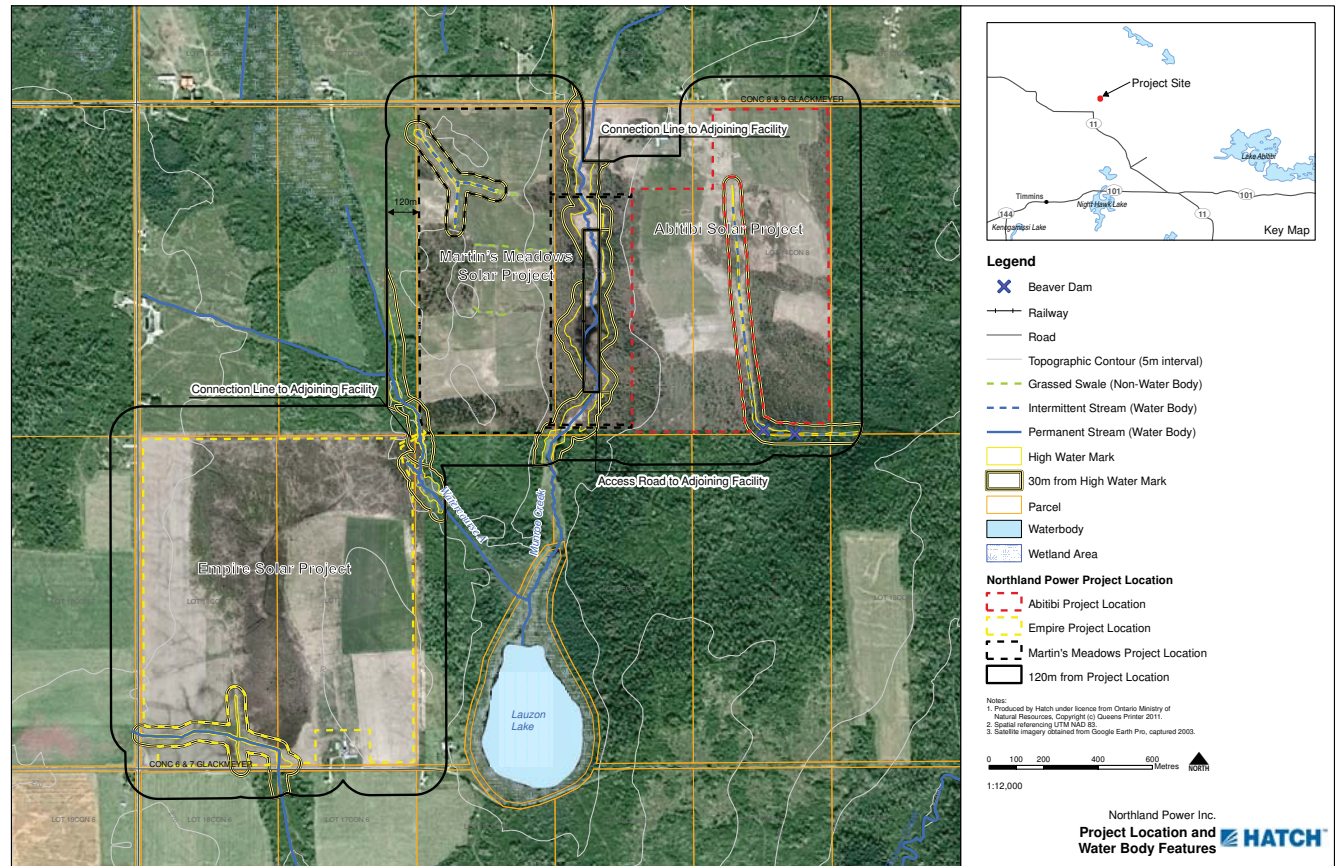 CONC 8 & 9 GLACKMEYER
Connection Line to Adjoining Facility
120m
Abitibi Solar Project
Martin's Meadows
Solar Project
Connection Line to Adjoining Facility
Access Road to Adjoining Facility
Watercourse A
Munroe Creek
Empire Solar Project
Lauzon
Lake
CONC 6 & 7 GLACKMEYER
LOT 18CON 6
LOT 17CON 6
Project Site
11
Lake Abitibi
Timmins
101
Night Hawk Lake
101
144
11
Kenogamissi Lake
Key Map
Legend
Beaver Dam
Railway
Road
Topographic Contour (5m interval)
Grassed Swale (Non-Water Body)
Intermittent Stream (Water Body)
Permanent Stream (Water Body)
High Water Mark
30m from High Water Mark
Parcel
Waterbody
Wetland Area
Northland Power Project Location
Abitibi Project Location
Empire Project Location
Martin's Meadows Project Location
120m from Project Location
Notes:
1. Produced by Hatch under licence from Ontario Ministry of
Natural Resources, Copyright (c) Queens Printer 2011.
2. Spatial referencing UTM NAD 83.
3. Satellite imagery obtained from Google Earth Pro, captured 2003.
0 100 200 400 600
Metres
NORTH
1:12,000
Northland Power Inc.
Project Location and
Water Body Features
HATCH™